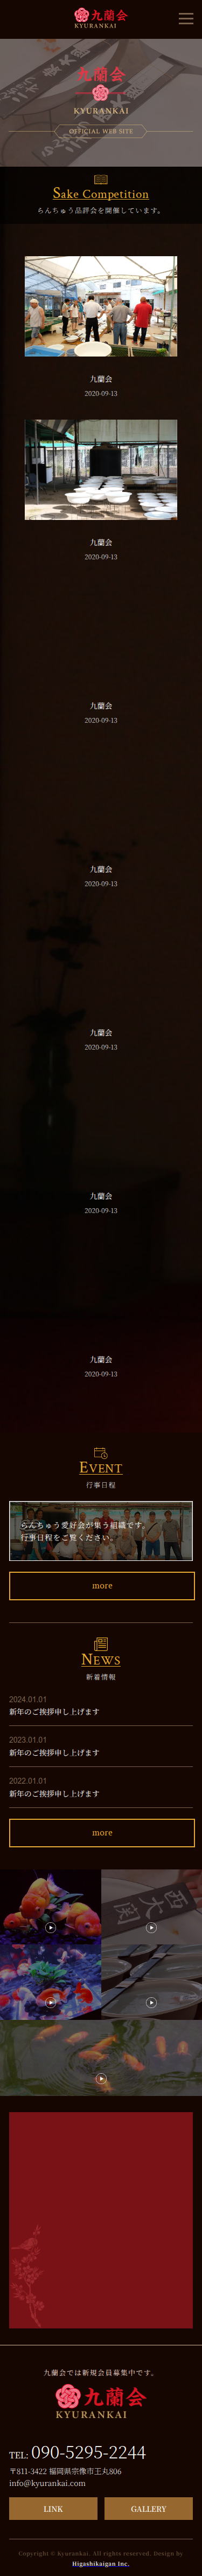 九蘭会
KYURANKAI
九蘭会
KYURANKAI
OFFICIAL WEB SITE
Sake Competition
らんちゅう品評会を開催しています。
九蘭会
2020-09-13
九蘭会
2020-09-13
九蘭会
2020-09-13
九蘭会
2020-09-13
九蘭会
2020-09-13
九蘭会
2020-09-13
九蘭会
2020-09-13
EVENT
行事日程
らんちゅう愛好会が集う組織です。
行事日程をご覧ください。
more
NEWS
新着情報
2024.01.01
新年のご挨拶申し上げます
2023.01.01
新年のご挨拶申し上げます
2022.01.01
新年のご挨拶申し上げます
more
九蘭会では新規会員募集中です。
九蘭会
KYURANKAI
TEL: 090-5295-2244
〒811-3422 福岡県宗像市王丸806
info@kyurankai.com
LINK
GALLERY
Copyright © Kyurankai. All rights reserved. Design by
Higashikaigan Inc.